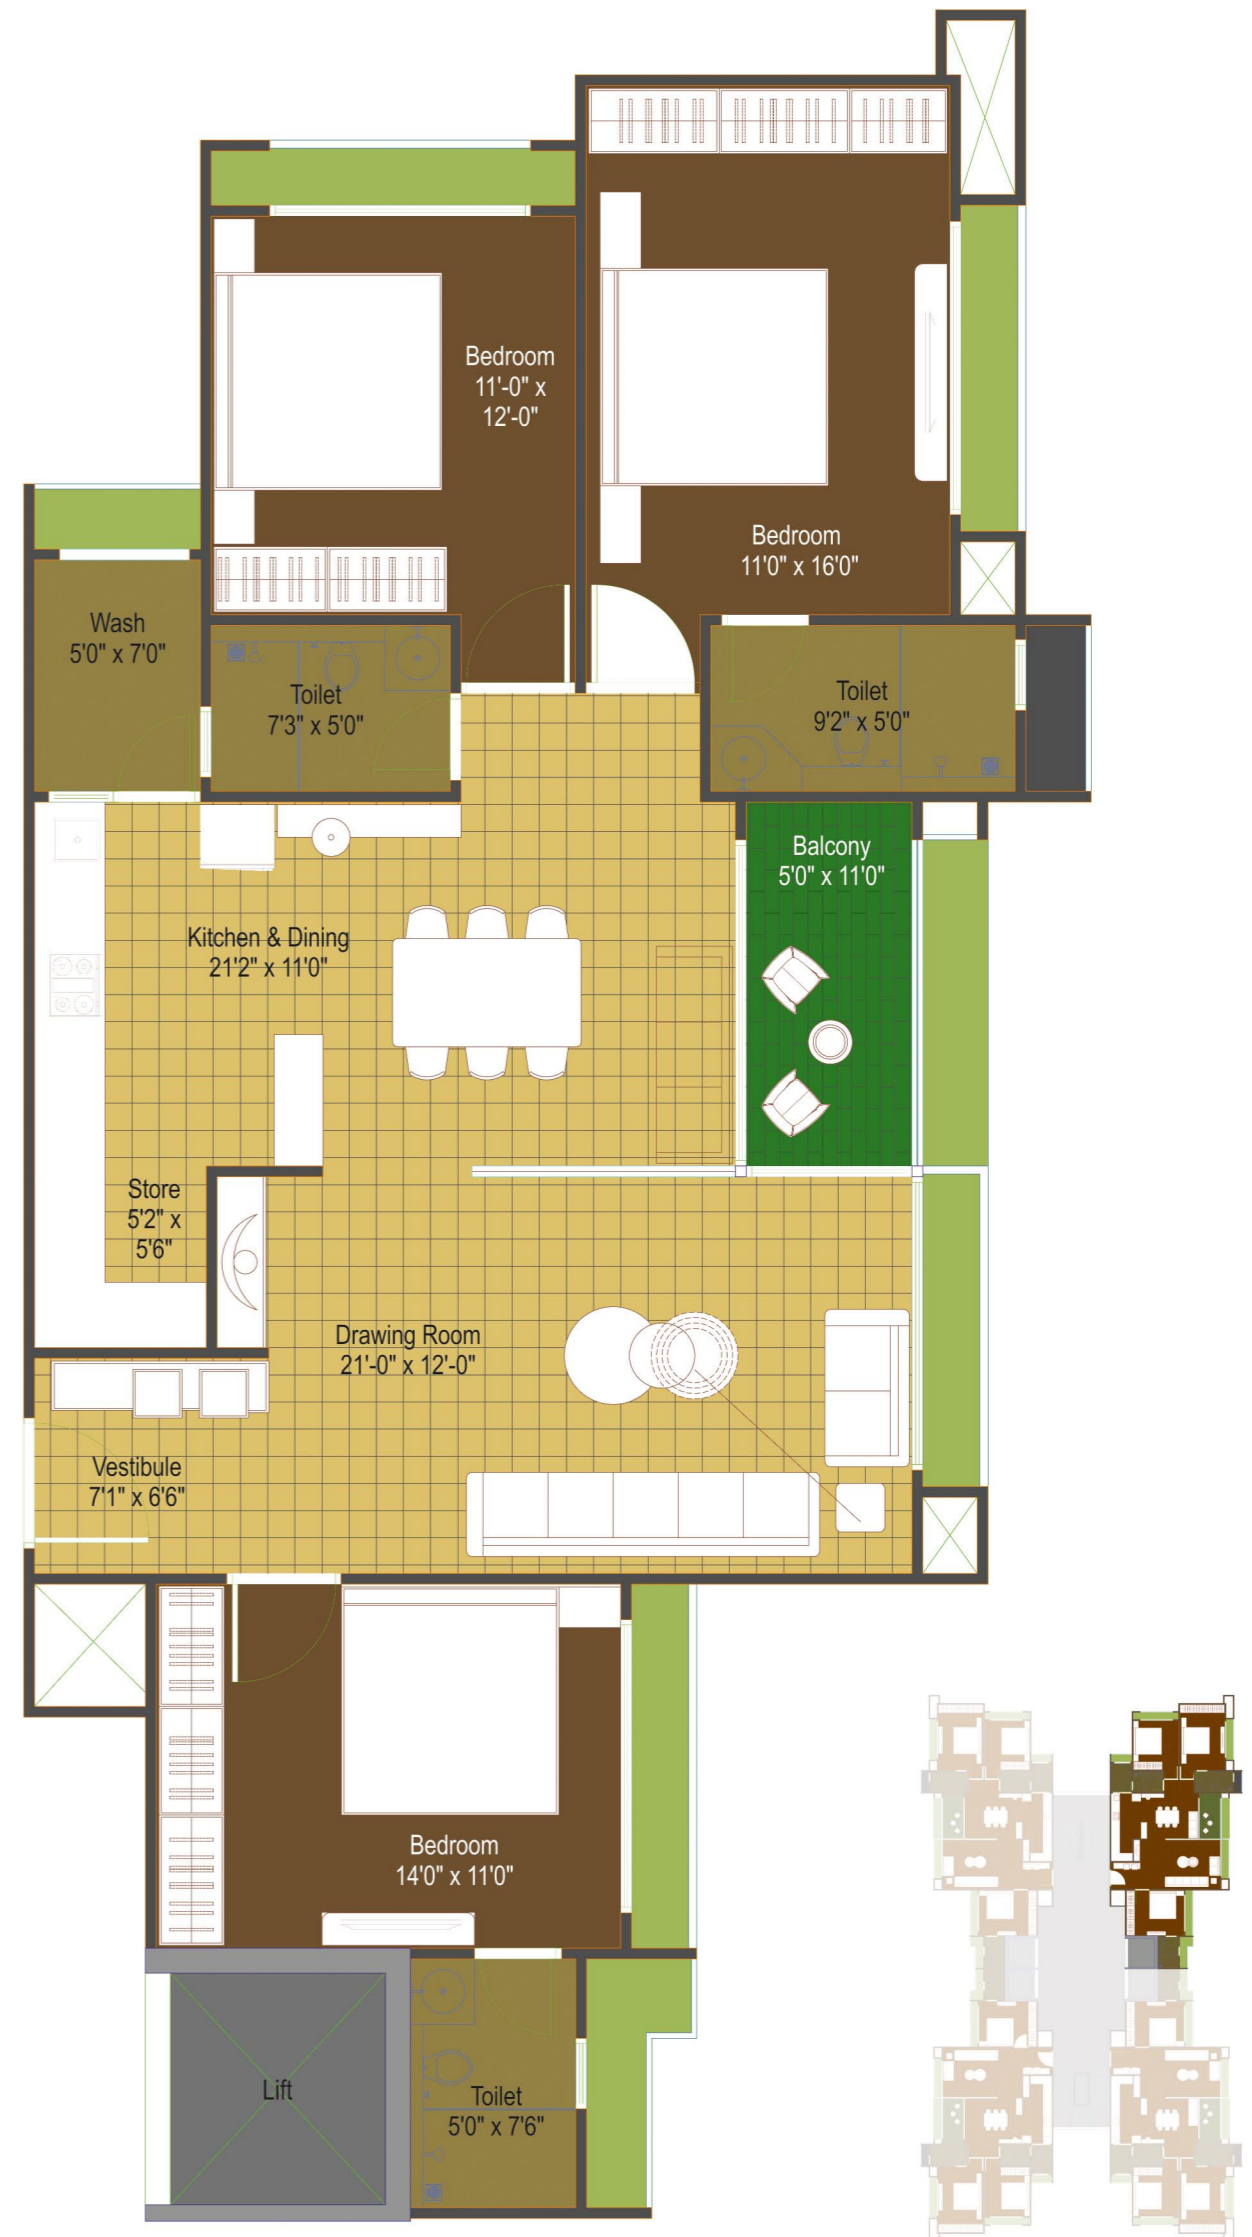 Bedroom
11'-0" x
12'-0"
Bedroom
11'0" x 16'0"
Wash
5'0" x 7'0"
Toilet
7'3" x 5'0"
Toilet
9'2" x 5'0"
Balcony
5'0" x 11'0"
Kitchen & Dining
21'2" x 11'0"
Store
5'2" x
5'6"
Drawing Room
21'-0" x 12'-0"
Vestibule
7'1" x 6'6"
Bedroom
14'0" x 11'0"
Lift
Toilet
5'0" x 7'6"